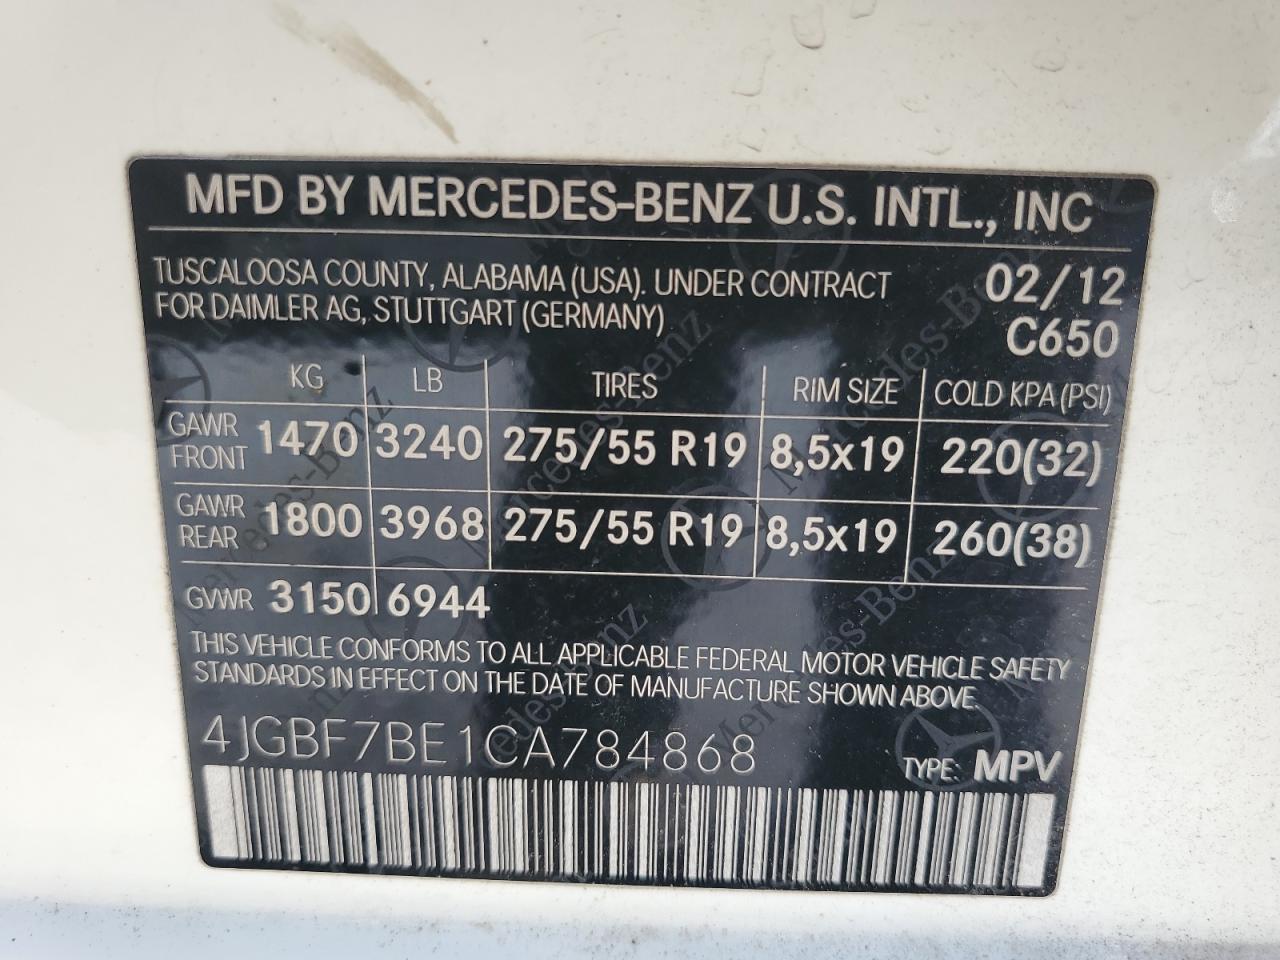 MFD BY MERCEDES-BENZ U.S. INTL., INC
TUSCALOOSA COUNTY, ALABAMA (USA). UNDER CONTRACT 02/12
FOR DAIMLER AG, STUTTGART (GERMANY) C650
KG LB TIRES RIM SIZE COLD KPA (PSI)
GAWR FRONT 1470 3240 275/55 R19 8,5x19 220(32)
GAWR REAR 1800 3968 275/55 R19 8,5x19 260(38)
GVWR 3150 6944
THIS VEHICLE CONFORMS TO ALL APPLICABLE FEDERAL MOTOR VEHICLE SAFETY
STANDARDS IN EFFECT ON THE DATE OF MANUFACTURE SHOWN ABOVE.
4JGBF7BE1CA784868 TYPE: MPV